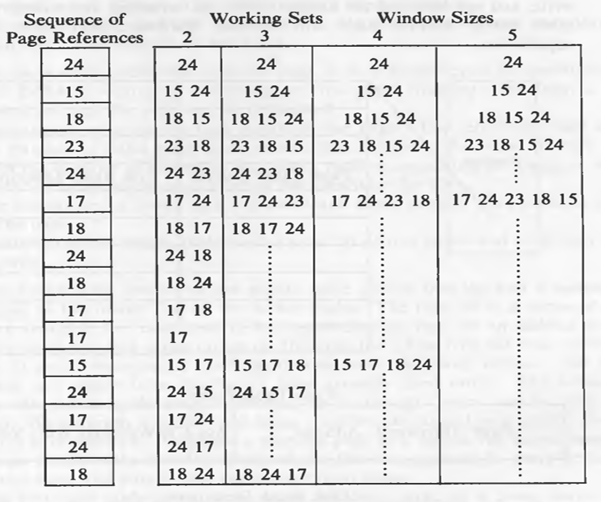 Sequence of Page References Working Sets Window Sizes
2 3 4 5
24 24 24 24 24
15 15 24 15 24 15 24 15 24
18 18 15 18 15 24 18 15 24 18 15 24
23 23 18 23 18 15 23 18 15 24 23 18 15 24
24 24 23 24 23 18
17 17 24 17 24 23 17 24 23 18 17 24 23 18 15
18 18 17 18 17 24
24 24 18
18 18 24
17 17 18
17 17
15 15 17 15 17 18 15 17 18 24
24 24 15 24 15 17
17 17 24
24 24 17
18 18 24 18 24 17